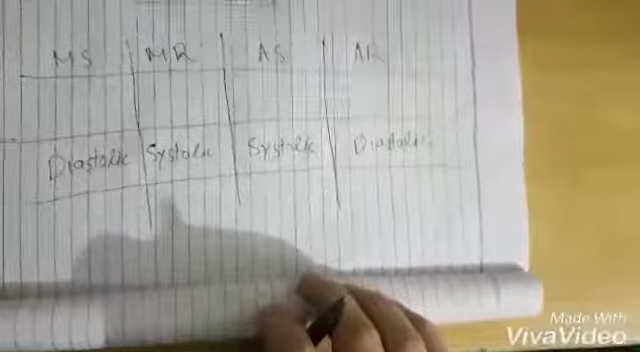 MS MR AS AR
Diastolic Systolic Systolic Diastolic
Made With
VivaVideo